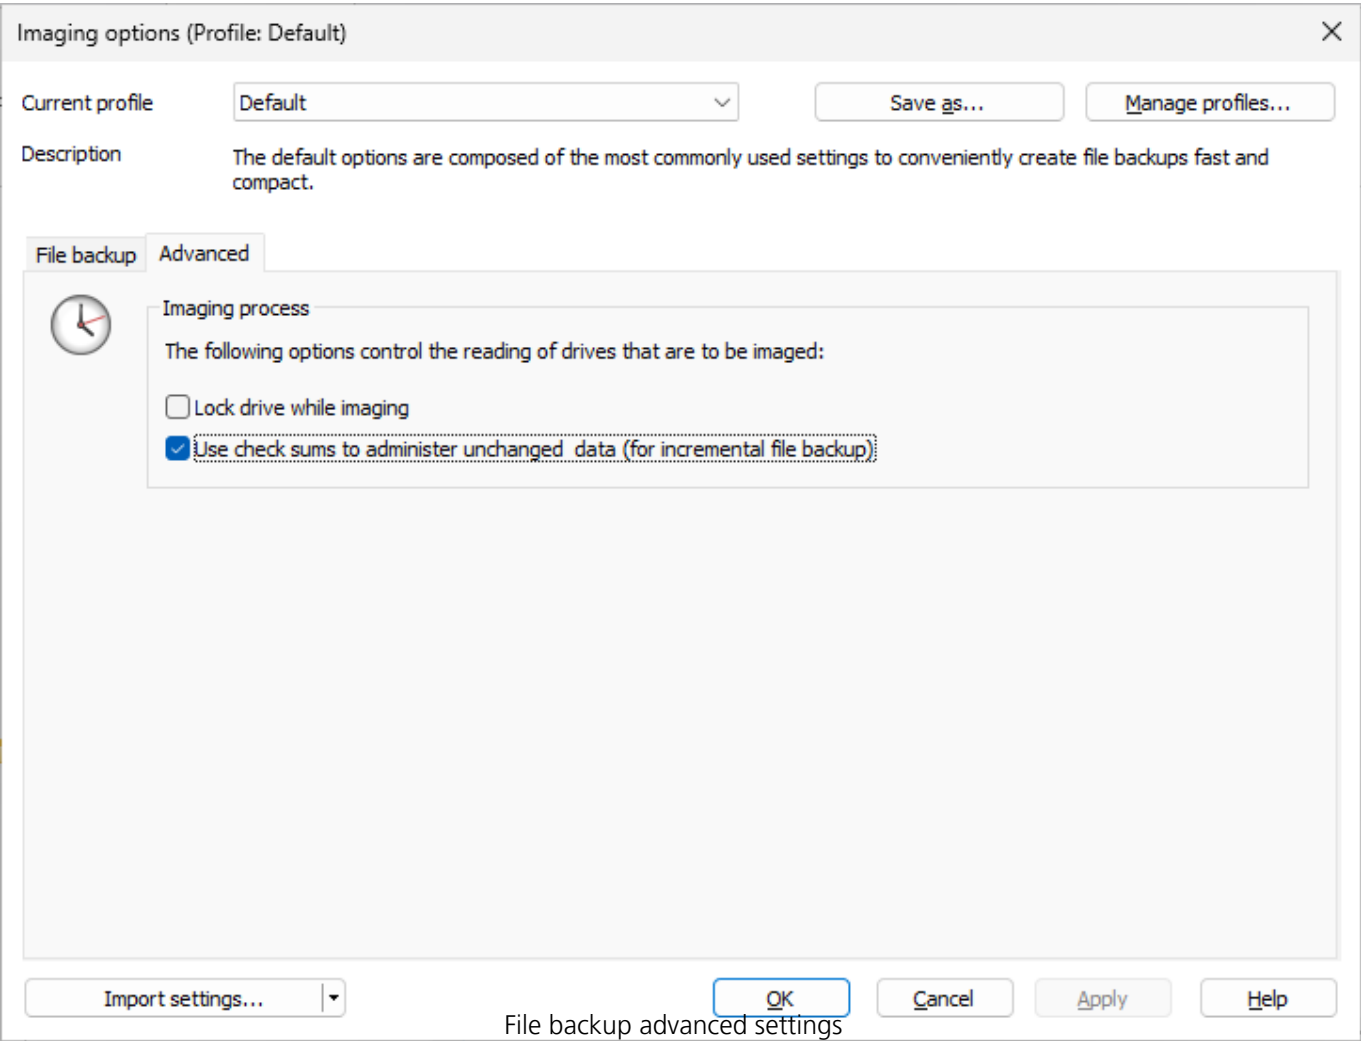 Imaging options (Profile: Default)
Current profile Default Save as... Manage profiles...
Description The default options are composed of the most commonly used settings to conveniently create file backups fast and
compact.
File backup Advanced
Imaging process
The following options control the reading of drives that are to be imaged:
Lock drive while imaging
Use check sums to administer unchanged  data (for incremental file backup)
Import settings... OK Cancel Apply Help
File backup advanced settings